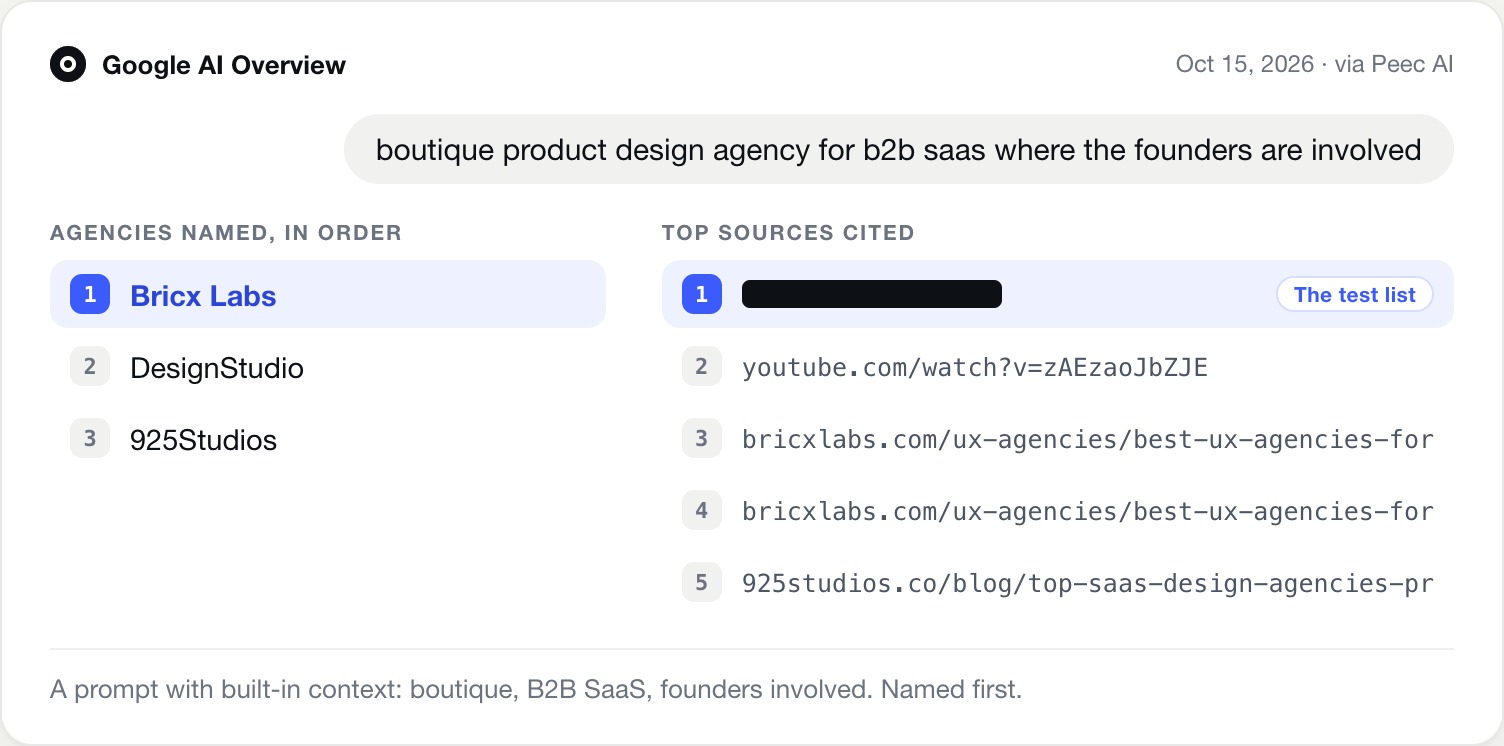 Google AI Overview
Oct 15, 2026 · via Peec AI
boutique product design agency for b2b saas where the founders are involved
AGENCIES NAMED, IN ORDER
1 Bricx Labs
2 DesignStudio
3 925Studios
TOP SOURCES CITED
1 The test list
2 youtube.com/watch?v=zAEzaoJbZJE
3 bricxlabs.com/ux-agencies/best-ux-agencies-for
4 bricxlabs.com/ux-agencies/best-ux-agencies-for
5 925studios.co/blog/top-saas-design-agencies-pr
A prompt with built-in context: boutique, B2B SaaS, founders involved. Named first.